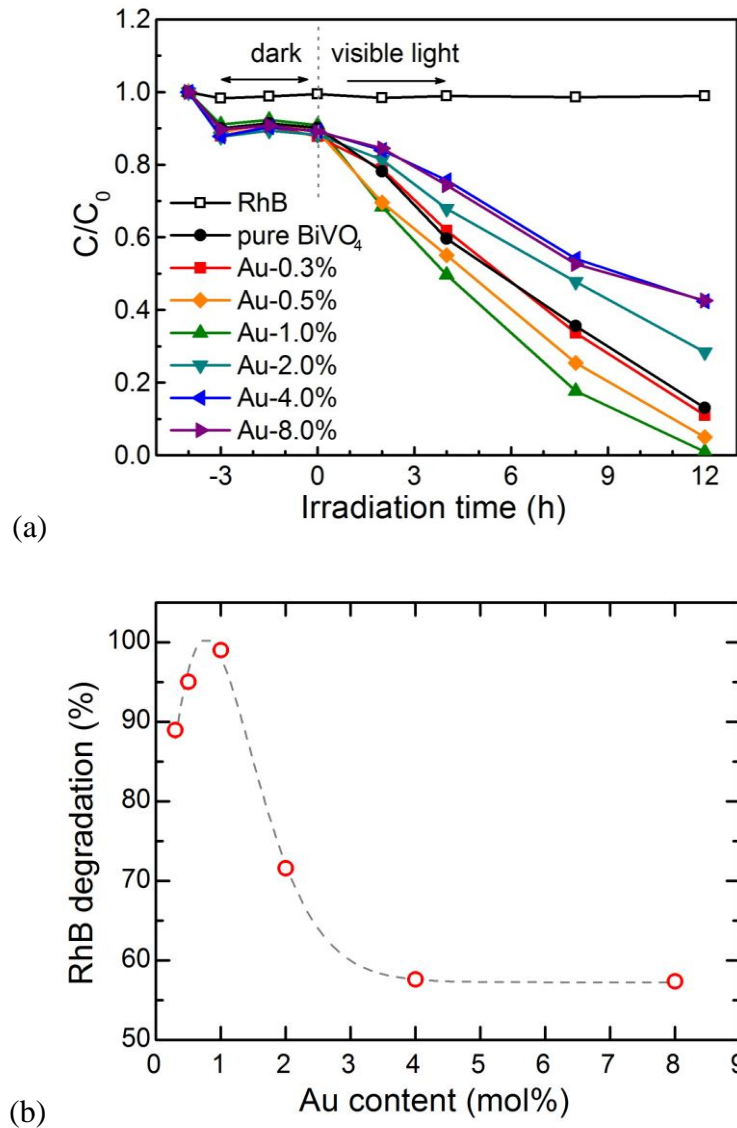 1.2
1.0
0.8
0.6
0.4
0.2
0.0
C/C0
dark
visible light
RhB
pure BiVO4
Au-0.3%
Au-0.5%
Au-1.0%
Au-2.0%
Au-4.0%
Au-8.0%
-3 0 3 6 9 12
Irradiation time (h)
(a)
100
90
80
70
60
50
RhB degradation (%)
0 1 2 3 4 5 6 7 8 9
Au content (mol%)
(b)